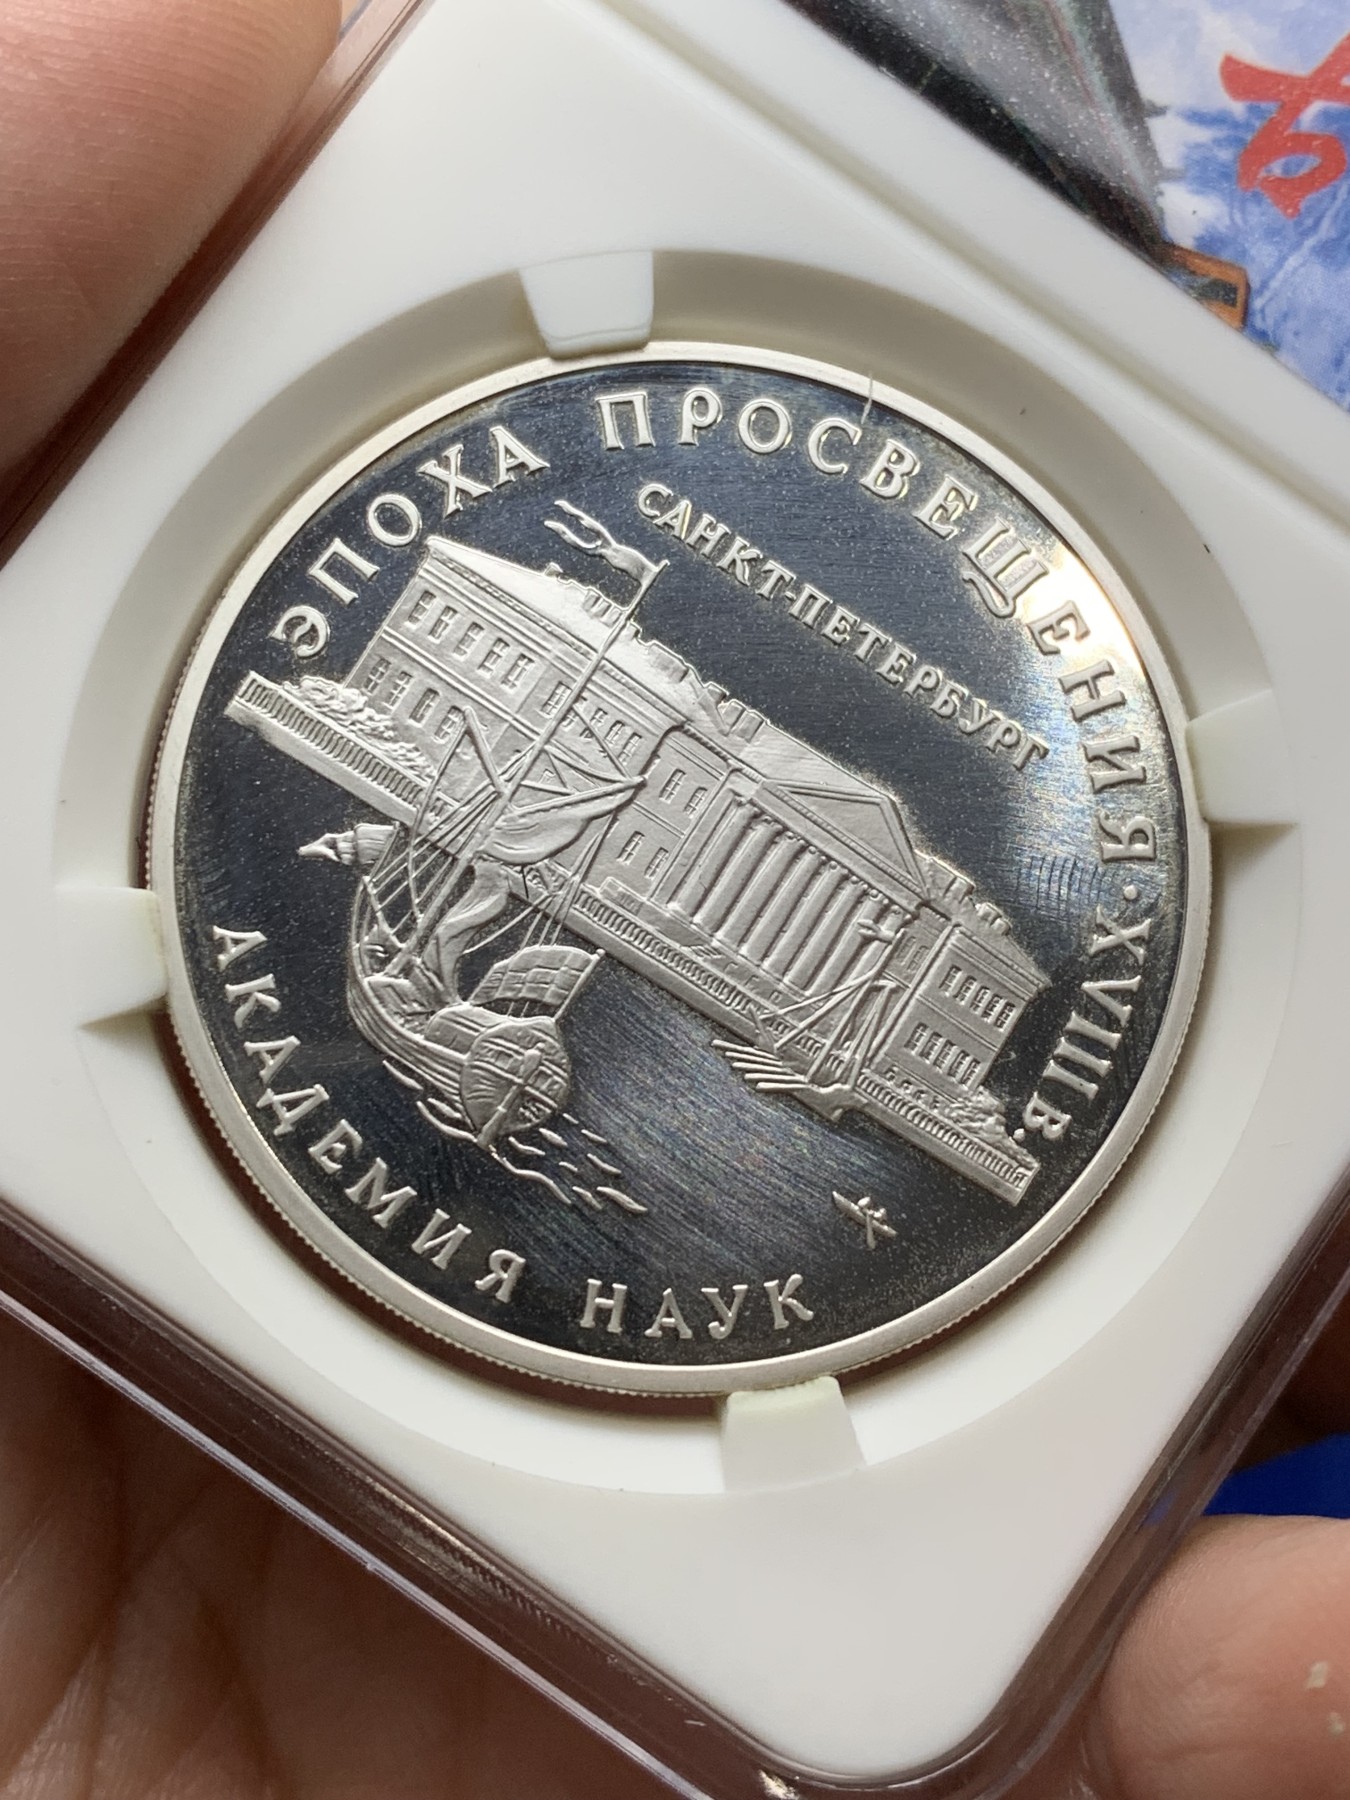 ЭПОХА ПРОСВЕЩЕНИЯ·XVIII В.
САНКТ-ПЕТЕРБУРГ
АКАДЕМИЯ НАУК